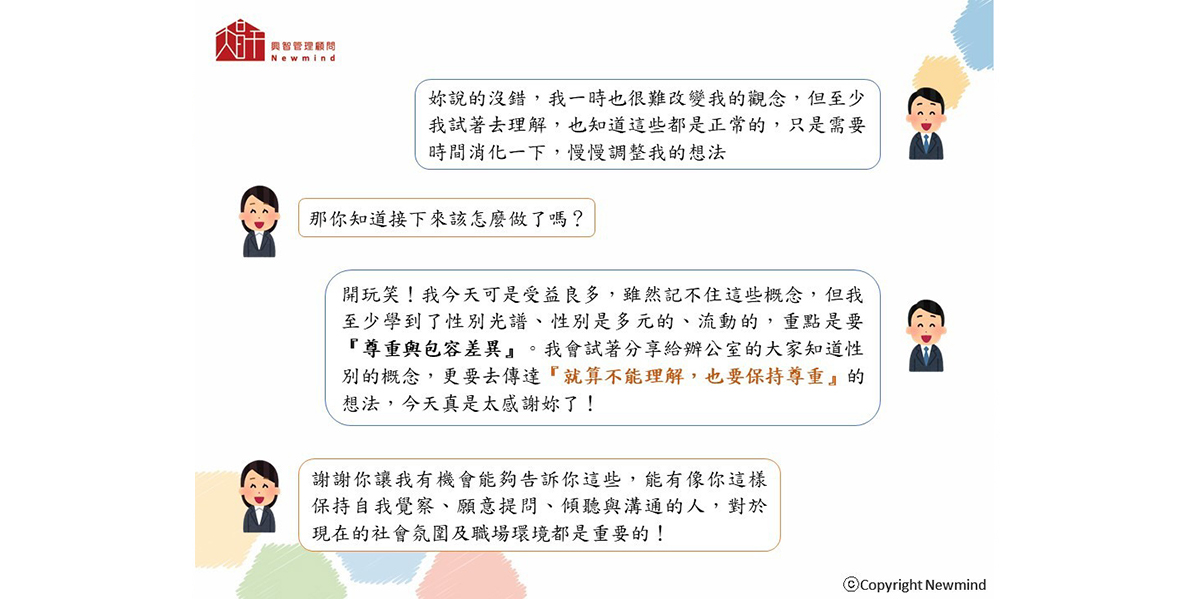 興智管理顧問
Newmind
妳說的沒錯，我一時也很難改變我的觀念，但至少
我試著去理解，也知道這些都是正常的，只是需要
時間消化一下，慢慢調整我的想法
那你知道接下來該怎麼做了嗎？
開玩笑！我今天可是受益良多，雖然記不住這些概念，但我
至少學到了性別光譜、性別是多元的、流動的，重點是要
『尊重與包容差異』。我會試著分享給辦公室的大家知道性
別的概念，更要去傳達『就算不能理解，也要保持尊重』的
想法，今天真是太感謝妳了！
謝謝你讓我有機會能夠告訴你這些，能有像你這樣
保持自我覺察、願意提問、傾聽與溝通的人，對於
現在的社會氛圍及職場環境都是重要的！
ⓒCopyright Newmind